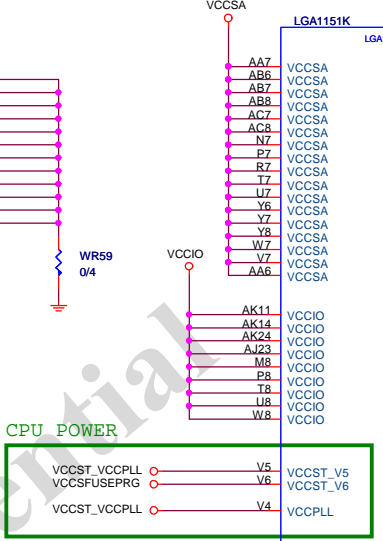 VCCSA
LGA1151K
LGA
AA7 VCCSA
AB6 VCCSA
AB7 VCCSA
AB8 VCCSA
AC7 VCCSA
AC8 VCCSA
N7 VCCSA
P7 VCCSA
R7 VCCSA
T7 VCCSA
U7 VCCSA
Y6 VCCSA
Y7 VCCSA
Y8 VCCSA
W7 VCCSA
V7 VCCSA
AA6 VCCSA
WR59
0/4
VCCIO
AK11 VCCIO
AK14 VCCIO
AK24 VCCIO
AJ23 VCCIO
M8 VCCIO
P8 VCCIO
T8 VCCIO
U8 VCCIO
W8 VCCIO
CPU POWER
VCCST_VCCPLL V5 VCCST_V5
VCCSFUSEPRG V6 VCCST_V6
VCCST_VCCPLL V4 VCCPLL
ential